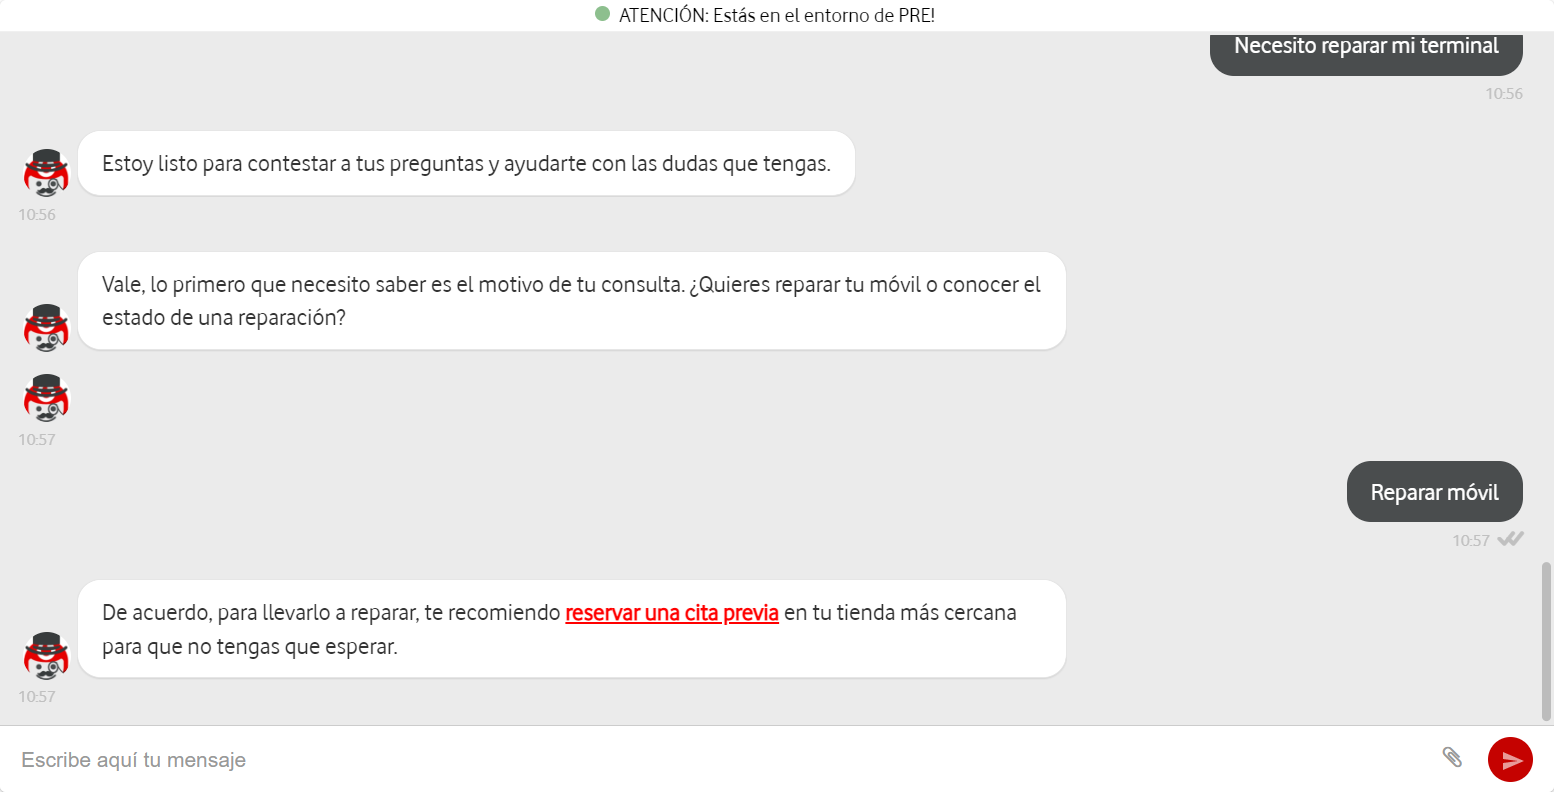 ATENCIÓN: Estás en el entorno de PRE!
Necesito reparar mi terminal
10:56
Estoy listo para contestar a tus preguntas y ayudarte con las dudas que tengas.
10:56
Vale, lo primero que necesito saber es el motivo de tu consulta. ¿Quieres reparar tu móvil o conocer el
estado de una reparación?
10:57
Reparar móvil
10:57
De acuerdo, para llevarlo a reparar, te recomiendo reservar una cita previa en tu tienda más cercana
para que no tengas que esperar.
10:57
Escribe aquí tu mensaje